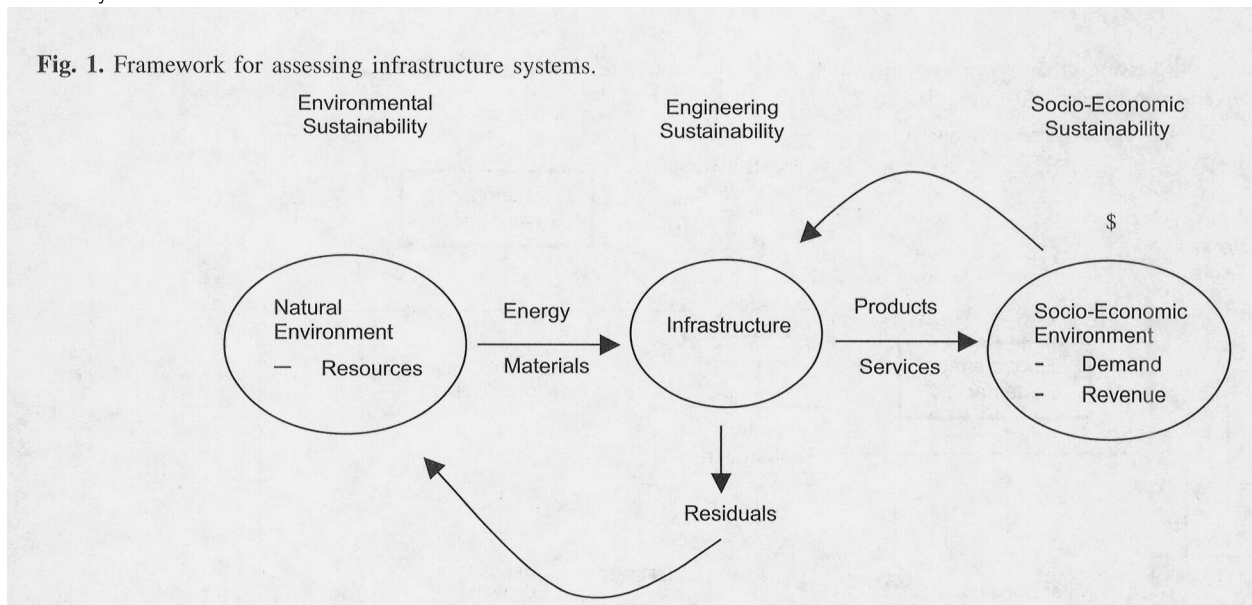 Fig. 1. Framework for assessing infrastructure systems.
Environmental
Sustainability
Engineering
Sustainability
Socio-Economic
Sustainability
$
Natural
Environment
— Resources
Energy
Materials
Infrastructure
Products
Services
Socio-Economic
Environment
- Demand
- Revenue
Residuals